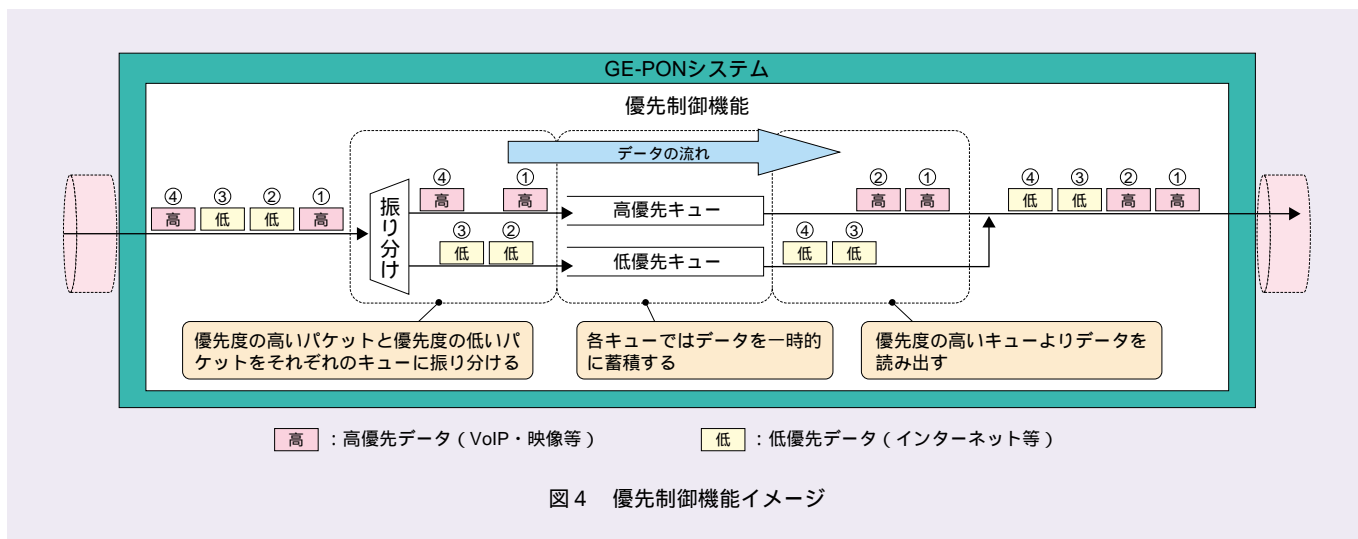 GE-PONシステム
優先制御機能
データの流れ
④ ③ ② ①
高 低 低 高
振り分け
④ ①
高 高
③ ②
低 低
高優先キュー
低優先キュー
② ①
高 高
④ ③
低 低
④ ③ ② ①
低 低 高 高
優先度の高いパケットと優先度の低いパ
ケットをそれぞれのキューに振り分ける
各キューではデータを一時的
に蓄積する
優先度の高いキューよりデータを
読み出す
高 :高優先データ(VoIP・映像等)
低 :低優先データ(インターネット等)
図4 優先制御機能イメージ